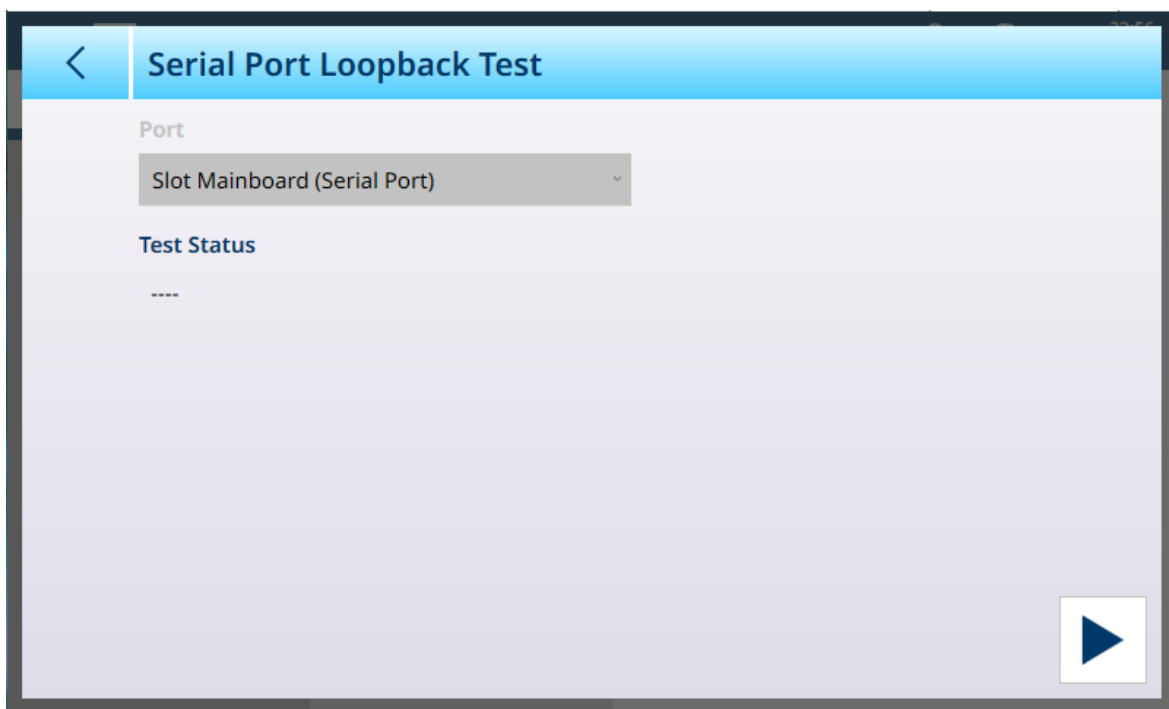 Serial Port Loopback Test
Port
Slot Mainboard (Serial Port)
Test Status
----